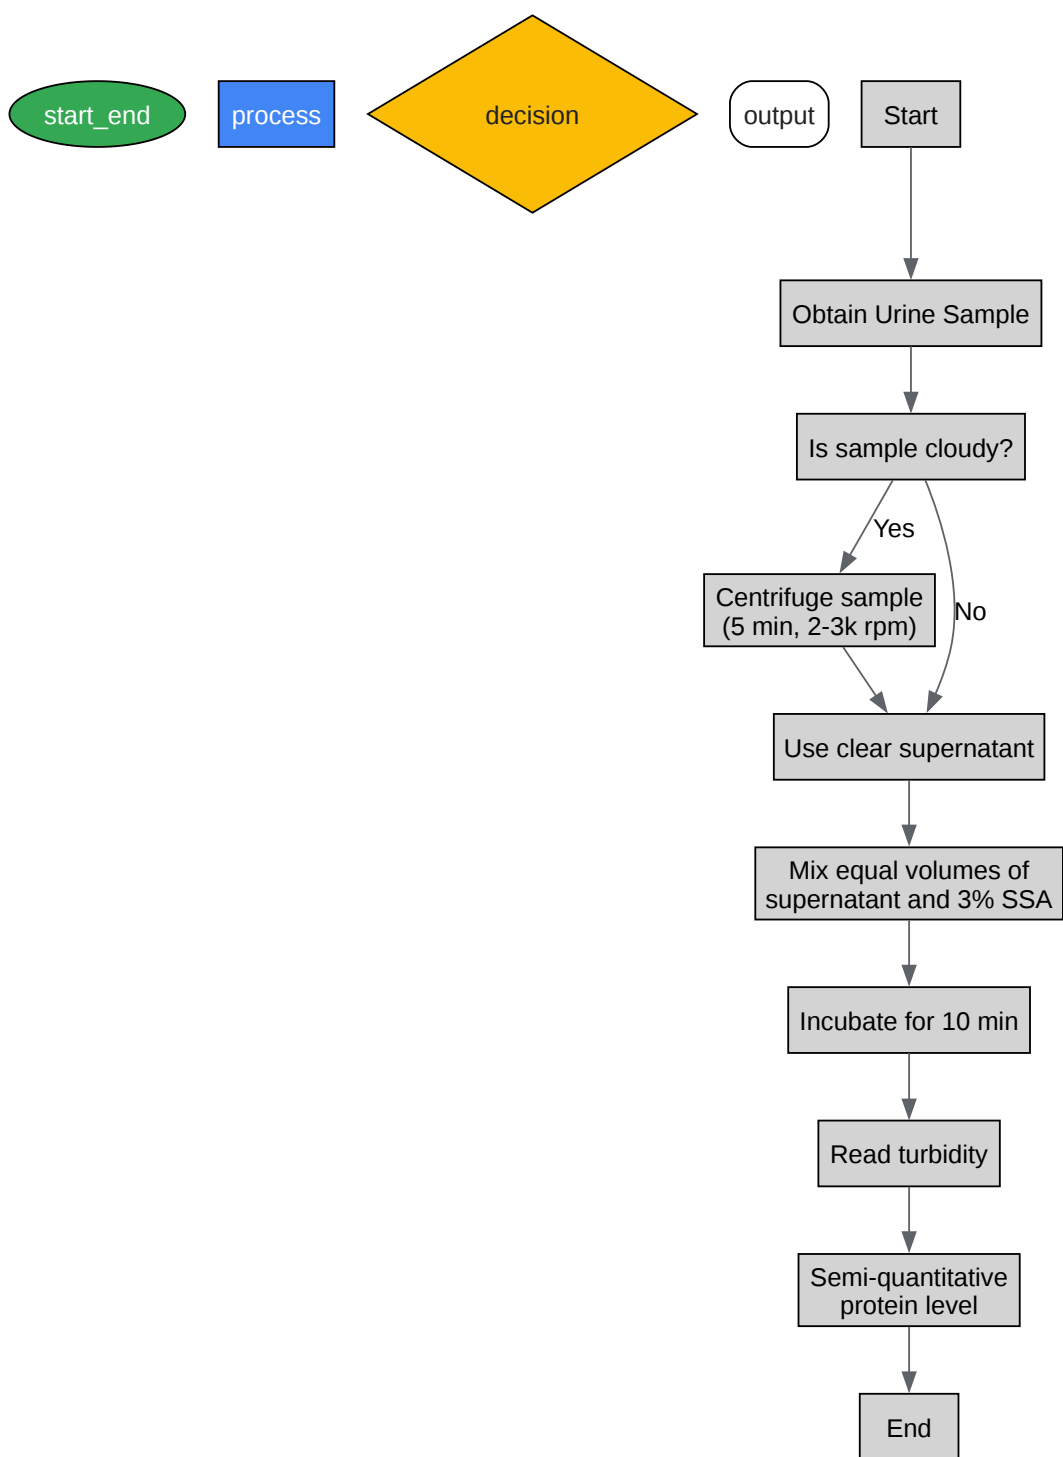 start_end
process
decision
output
Start
Obtain Urine Sample
Is sample cloudy?
Yes
Centrifuge sample
(5 min, 2-3k rpm)
No
Use clear supernatant
Mix equal volumes of
supernatant and 3% SSA
Incubate for 10 min
Read turbidity
Semi-quantitative
protein level
End